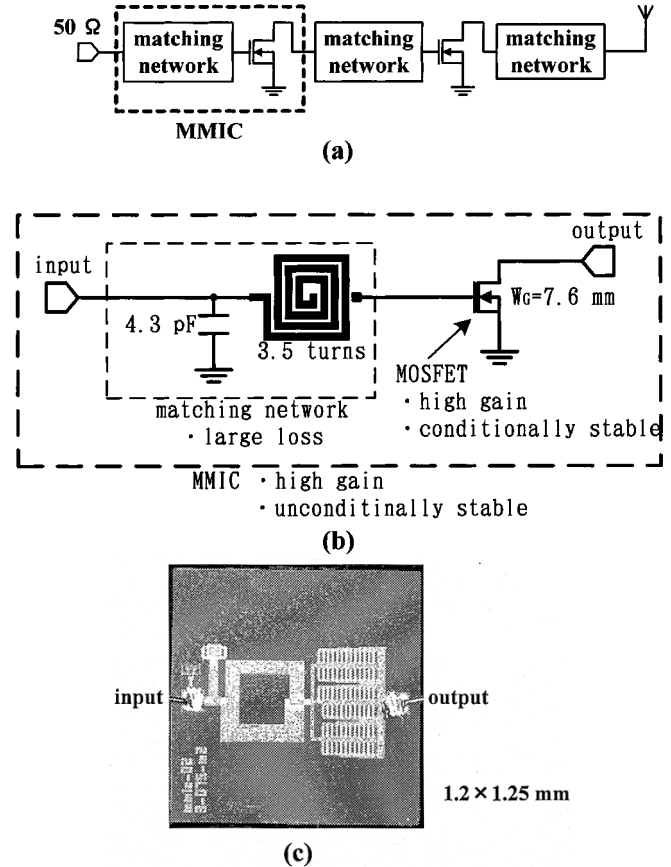 50 Ω
matching
network
matching
network
matching
network
MMIC
(a)
input
output
4.3 pF
3.5 turns
W_G=7.6 mm
MOSFET
・high gain
・conditionally stable
matching network
・large loss
MMIC ・high gain
・unconditinally stable
(b)
input
output
1.2 × 1.25 mm
(c)